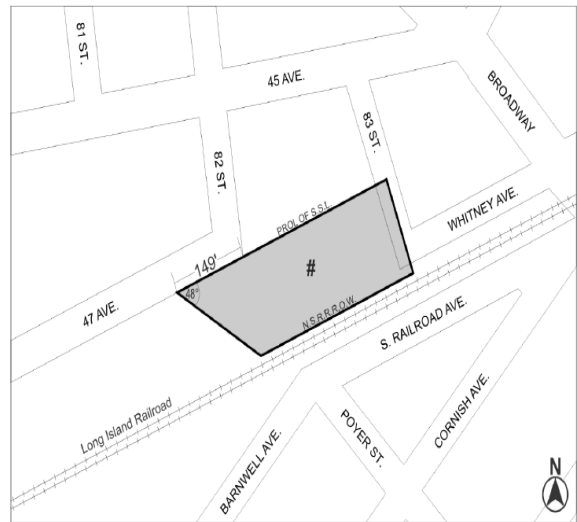 81 ST.
45 AVE.
BROADWAY
83 ST.
82 ST.
PROL OF S.S.L.
WHITNEY AVE.
149'
#
48°
47 AVE.
N.S.R.R.R.O.W.
S. RAILROAD AVE.
Long Island Railroad
CORNISH AVE.
POYER ST.
BARNWELL AVE.
N